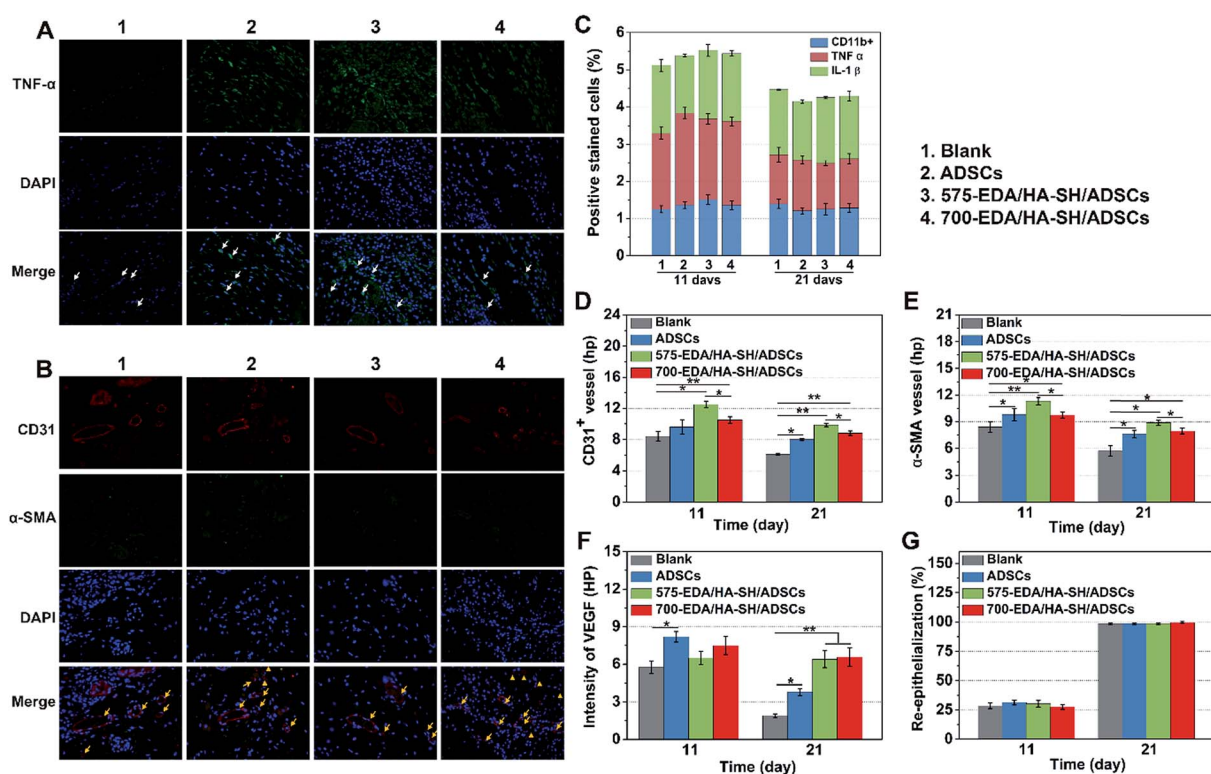 A
1 2 3 4
TNF-α
DAPI
Merge
B
1 2 3 4
CD31
α-SMA
DAPI
Merge
C
Positive stained cells (%)
6
5
4
3
2
1
0
CD11b+
TNF α
IL-1 β
1 2 3 4 1 2 3 4
11 days 21 days
1. Blank
2. ADSCs
3. 575-EDA/HA-SH/ADSCs
4. 700-EDA/HA-SH/ADSCs
D
CD31+ vessel (hp)
24
20
16
12
8
4
0
Blank
ADSCs
575-EDA/HA-SH/ADSCs
700-EDA/HA-SH/ADSCs
**
* *
**
**
* *
11 21
Time (day)
E
α-SMA vessel (hp)
21
18
15
12
9
6
3
0
Blank
ADSCs
575-EDA/HA-SH/ADSCs
700-EDA/HA-SH/ADSCs
*
**
* *
*
*
* *
11 21
Time (day)
F
Intensity of VEGF (HP)
15
12
9
6
3
0
Blank
ADSCs
575-EDA/HA-SH/ADSCs
700-EDA/HA-SH/ADSCs
*
**
*
11 21
Time (day)
G
Re-epithelialization (%)
150
125
100
75
50
25
0
Blank
ADSCs
575-EDA/HA-SH/ADSCs
700-EDA/HA-SH/ADSCs
11 21
Time (day)